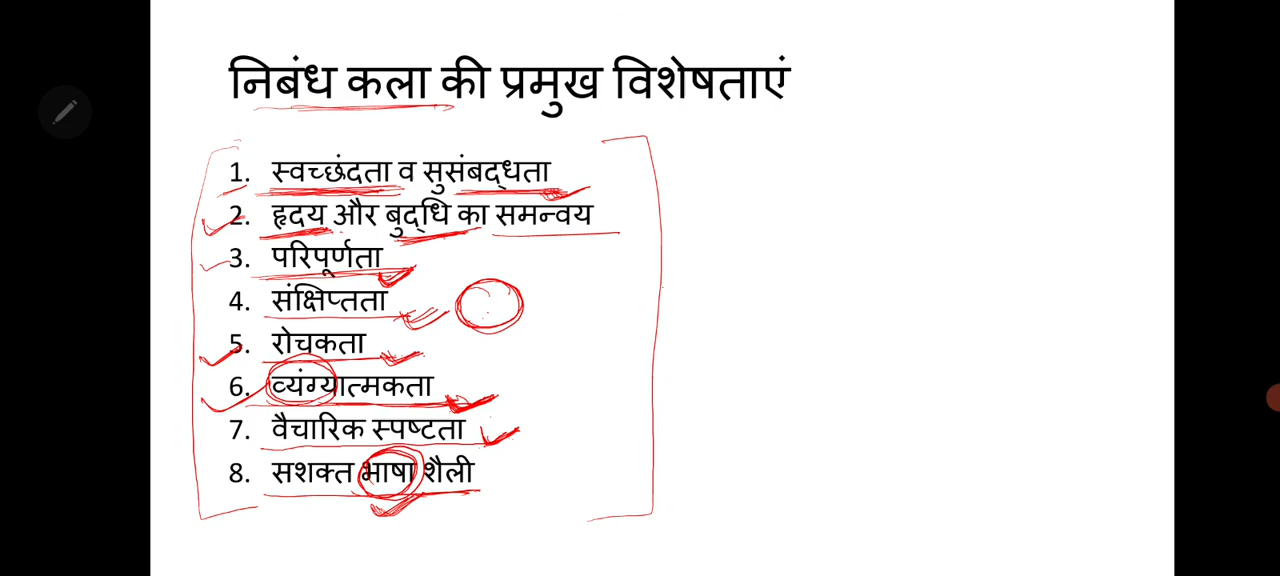 निबंध कला की प्रमुख विशेषताएं
1. स्वच्छंदता व सुसंबद्धता
2. हृदय और बुद्धि का समन्वय
3. परिपूर्णता
4. संक्षिप्तता
5. रोचकता
6. व्यंग्यात्मकता
7. वैचारिक स्पष्टता
8. सशक्त भाषा शैली